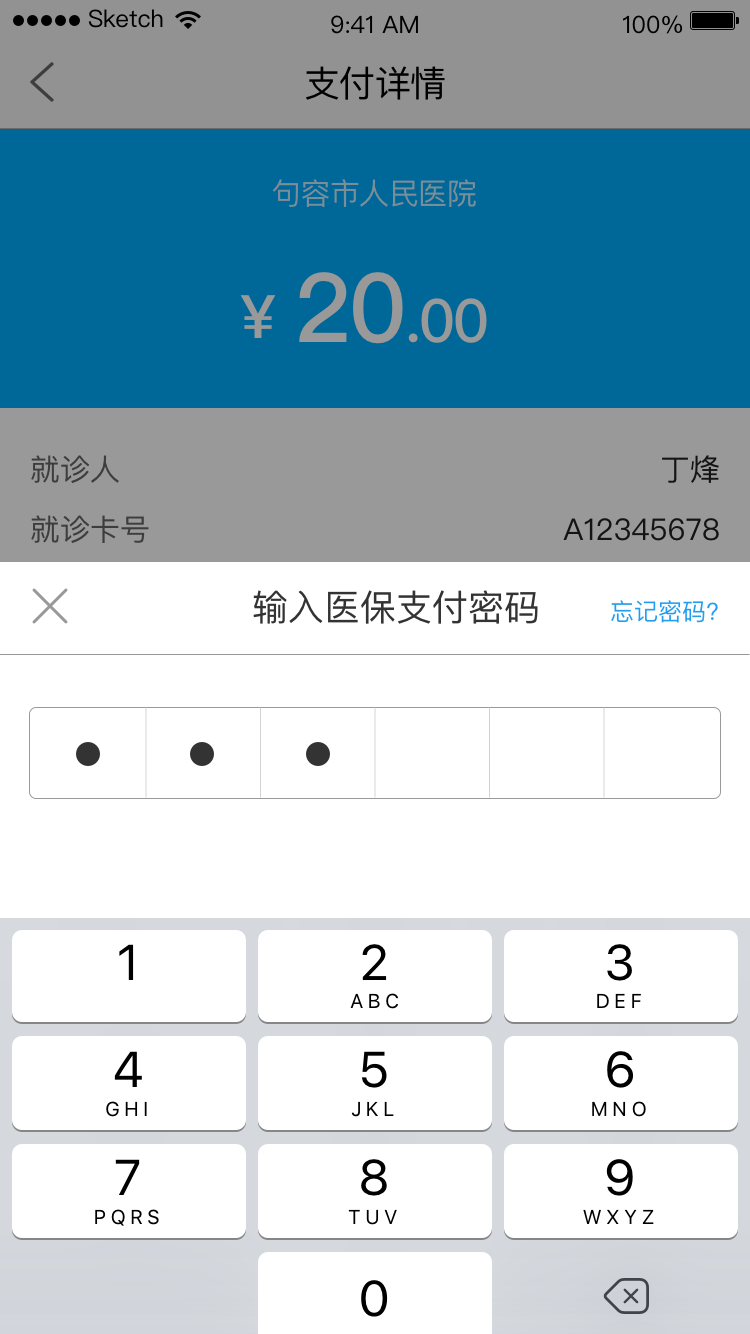 Sketch 9:41 AM 100%
支付详情
句容市人民医院
¥ 20.00
就诊人 丁烽
就诊卡号 A12345678
输入医保支付密码 忘记密码?
1 2 3
ABC DEF
4 5 6
GHI JKL MNO
7 8 9
PQRS TUV WXYZ
0